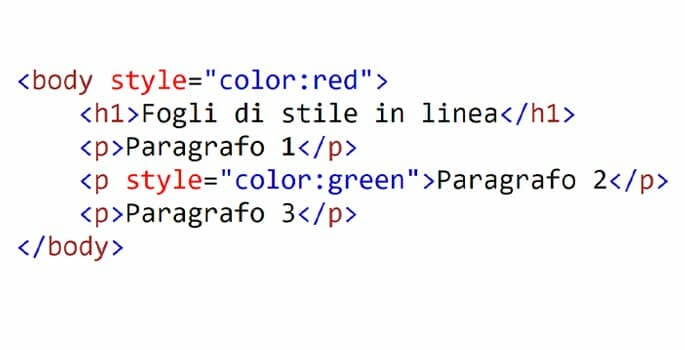 <body style="color:red">
<h1>Fogli di stile in linea</h1>
<p>Paragrafo 1</p>
<p style="color:green">Paragrafo 2</p>
<p>Paragrafo 3</p>
</body>